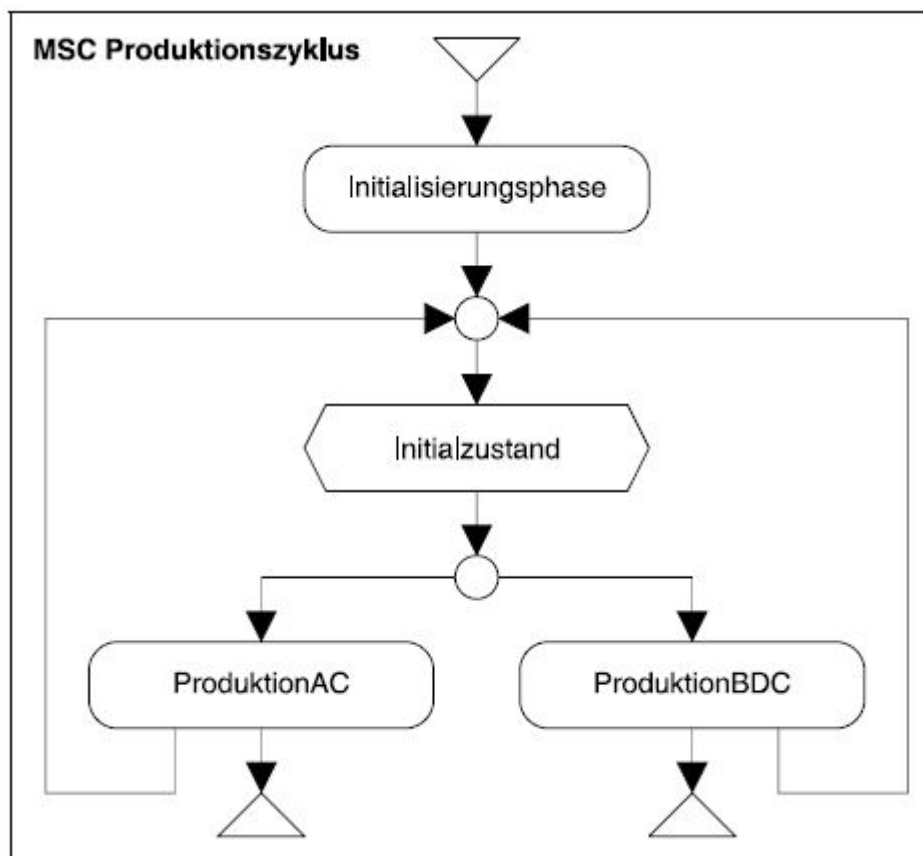 MSC Produktionszyklus
Initialisierungsphase
Initialzustand
ProduktionAC
ProduktionBDC